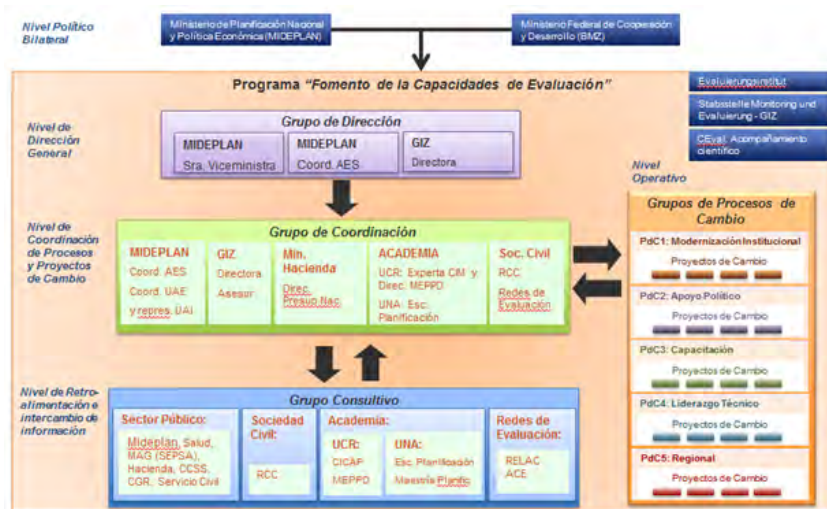 Nivel Político
Bilateral
Ministerio de Planificación Nacional
y Política Económica (MIDEPLAN)
Ministerio Federal de Cooperación
y Desarrollo (BMZ)
Programa “Fomento de la Capacidades de Evaluación”
Evaluierungsinstitut
Stabsstelle Monitoring und
Evaluierung - GIZ
CEval. Acompañamiento
científico
Nivel de
Dirección
General
Grupo de Dirección
MIDEPLAN
Sra. Viceministra
MIDEPLAN
Coord. AES
GIZ
Directora
Nivel
Operativo
Nivel de
Coordinación
de Procesos
y Proyectos
de Cambio
Grupo de Coordinación
MIDEPLAN
Coord. AES
Coord. UAE
y repres. UAI
GIZ
Directora
Asesor
Min.
Hacienda
Direc.
Presup Nac.
ACADEMIA
UCR: Experta CIM y
Direc. MEPPD
UNA: Esc.
Planificación
Soc. Civil
RCC
Redes de
Evaluación
Grupos de Procesos de
Cambio
PdC1: Modernización Institucional
Proyectos de Cambio
PdC2: Apoyo Político
Proyectos de Cambio
PdC3: Capacitación
Proyectos de Cambio
PdC4: Liderazgo Técnico
Proyectos de Cambio
PdC5: Regional
Proyectos de Cambio
Nivel de Retro-
alimentación e
intercambio de
información
Grupo Consultivo
Sector Público:
Mideplan, Salud,
MAG (SEPSA),
Hacienda, CCSS,
CGR, Servicio Civil
Sociedad
Civil:
RCC
Academia:
UCR:
CICAP
MEPPD
UNA:
Esc. Planificación
Maestría Planific
Redes de
Evaluación:
RELAC
ACE